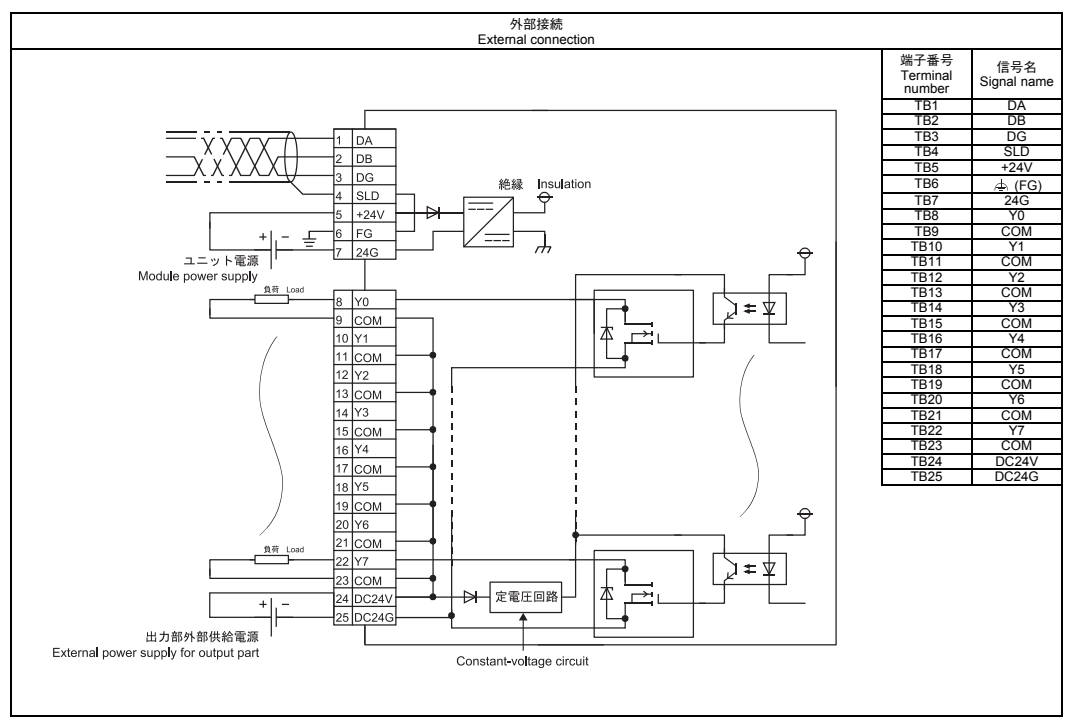 外部接続
External connection
端子番号
Terminal
number
信号名
Signal name
TB1 DA
TB2 DB
TB3 DG
TB4 SLD
TB5 +24V
TB6 (FG)
TB7 24G
TB8 Y0
TB9 COM
TB10 Y1
TB11 COM
TB12 Y2
TB13 COM
TB14 Y3
TB15 COM
TB16 Y4
TB17 COM
TB18 Y5
TB19 COM
TB20 Y6
TB21 COM
TB22 Y7
TB23 COM
TB24 DC24V
TB25 DC24G
1 DA
2 DB
3 DG
4 SLD
5 +24V
6 FG
7 24G
絶縁 Insulation
+ −
ユニット電源
Module power supply
負荷 Load
8 Y0
9 COM
10 Y1
11 COM
12 Y2
13 COM
14 Y3
15 COM
16 Y4
17 COM
18 Y5
19 COM
20 Y6
21 COM
22 Y7
23 COM
24 DC24V
25 DC24G
負荷 Load
+ −
出力部外部供給電源
External power supply for output part
定電圧回路
Constant-voltage circuit